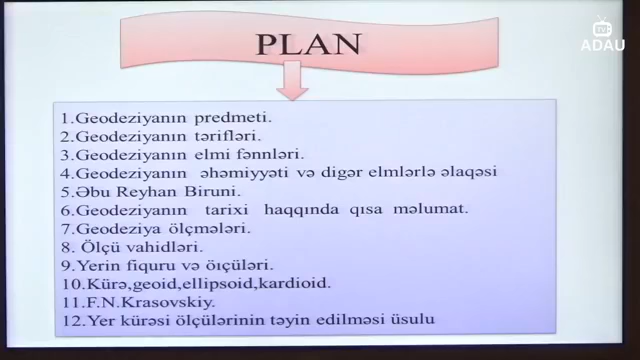 TV
ADAU
PLAN
1.Geodeziyanın predmeti.
2.Geodeziyanın tərifləri.
3.Geodeziyanın elmi fənnləri.
4.Geodeziyanın əhəmiyyəti və digər elmlərlə əlaqəsi
5.Əbu Reyhan Biruni.
6.Geodeziyanın tarixi haqqında qısa məlumat.
7.Geodeziya ölçmələri.
8. Ölçü vahidləri.
9.Yerin fiquru və öıçüləri.
10.Kürə,geoid,ellipsoid,kardioid.
11.F.N.Krasovskiy.
12.Yer kürəsi ölçülərinin təyin edilməsi üsulu